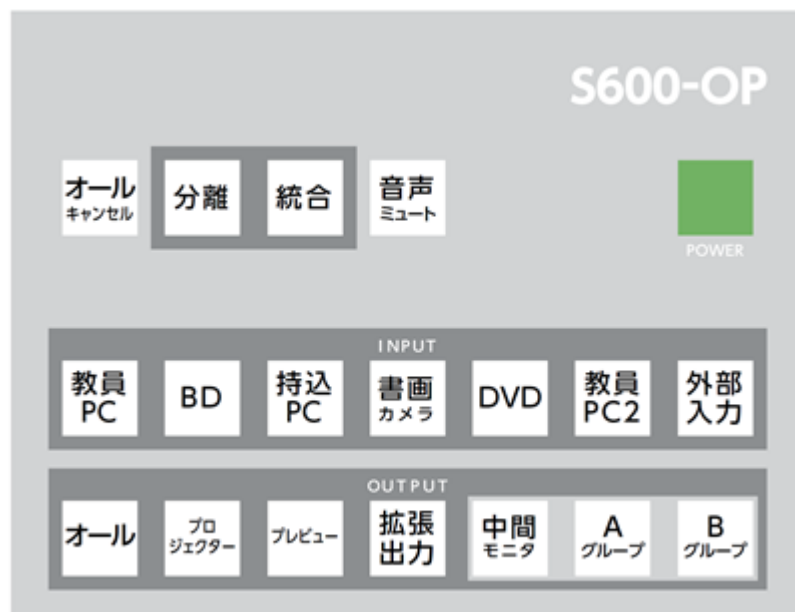 S600-OP
オール
キャンセル
分離
統合
音声
ミュート
POWER
INPUT
教員
PC
BD
持込
PC
書画
カメラ
DVD
教員
PC2
外部
入力
OUTPUT
オール
プロ
ジェクター
プレビュー
拡張
出力
中間
モニタ
A
グループ
B
グループ